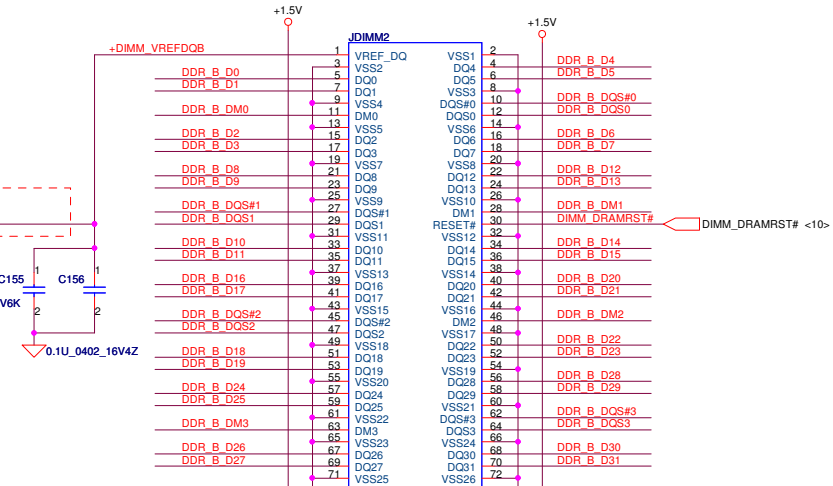 +1.5V
+1.5V
JDIMM2
+DIMM_VREFDQB 1 VREF_DQ VSS1 2
3 VSS2 DQ4 4 DDR_B_D4
DDR_B_D0 5 DQ0 DQ5 6 DDR_B_D5
DDR_B_D1 7 DQ1 VSS3 8
9 VSS4 DQS#0 10 DDR_B_DQS#0
DDR_B_DM0 11 DM0 DQS0 12 DDR_B_DQS0
13 VSS5 VSS6 14
DDR_B_D2 15 DQ2 DQ6 16 DDR_B_D6
DDR_B_D3 17 DQ3 DQ7 18 DDR_B_D7
19 VSS7 VSS8 20
DDR_B_D8 21 DQ8 DQ12 22 DDR_B_D12
DDR_B_D9 23 DQ9 DQ13 24 DDR_B_D13
25 VSS9 VSS10 26
DDR_B_DQS#1 27 DQS#1 DM1 28 DDR_B_DM1
DDR_B_DQS1 29 DQS1 RESET# 30 DIMM_DRAMRST# DIMM_DRAMRST# <10>
31 VSS11 VSS12 32
DDR_B_D10 33 DQ10 DQ14 34 DDR_B_D14
DDR_B_D11 35 DQ11 DQ15 36 DDR_B_D15
37 VSS13 VSS14 38
DDR_B_D16 39 DQ16 DQ20 40 DDR_B_D20
DDR_B_D17 41 DQ17 DQ21 42 DDR_B_D21
43 VSS15 VSS16 44
DDR_B_DQS#2 45 DQS#2 DM2 46 DDR_B_DM2
DDR_B_DQS2 47 DQS2 VSS17 48
49 VSS18 DQ22 50 DDR_B_D22
DDR_B_D18 51 DQ18 DQ23 52 DDR_B_D23
DDR_B_D19 53 DQ19 VSS19 54
55 VSS20 DQ28 56 DDR_B_D28
DDR_B_D24 57 DQ24 DQ29 58 DDR_B_D29
DDR_B_D25 59 DQ25 VSS21 60
61 VSS22 DQS#3 62 DDR_B_DQS#3
DDR_B_DM3 63 DM3 DQS3 64 DDR_B_DQS3
65 VSS23 VSS24 66
DDR_B_D26 67 DQ26 DQ30 68 DDR_B_D30
DDR_B_D27 69 DQ27 DQ31 70 DDR_B_D31
71 VSS25 VSS26 72
1 1
C155 C156
V6K
2 2
0.1U_0402_16V4Z